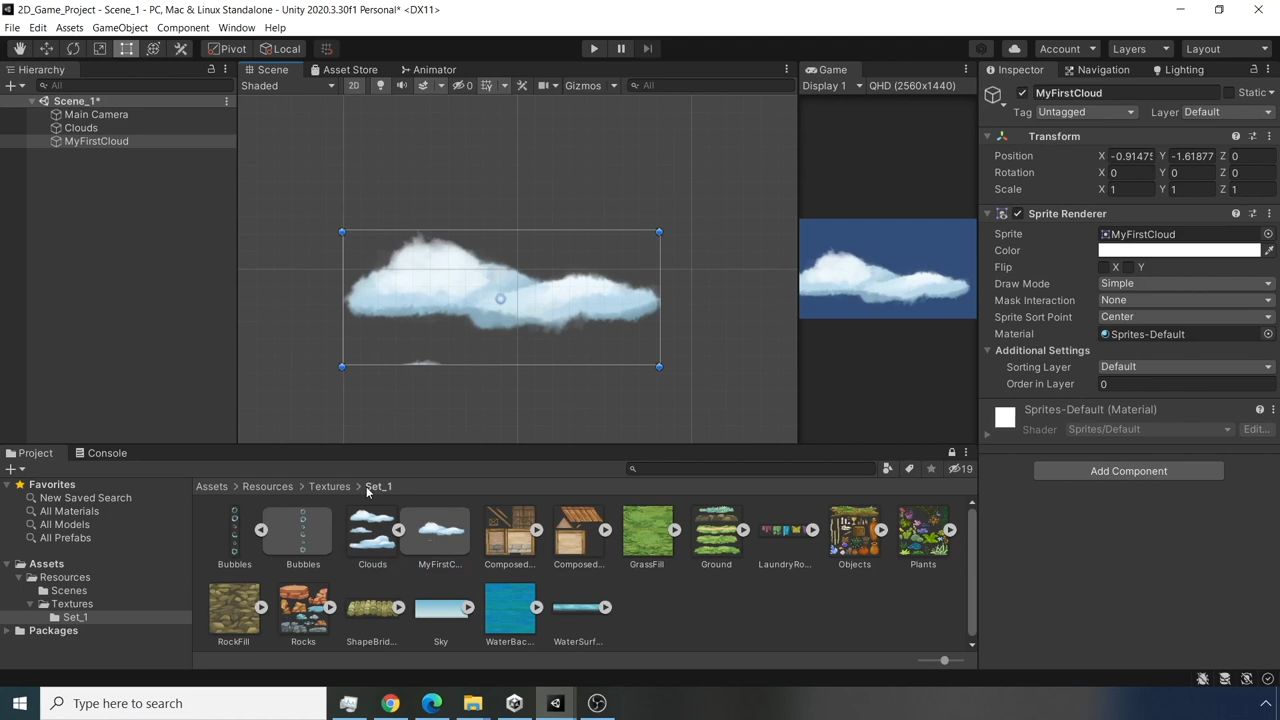 2D_Game_Project - Scene_1 - PC, Mac & Linux Standalone - Unity 2020.3.30f1 Personal* <DX11>
File Edit Assets GameObject Component Window Help
Pivot Local Account Layers Layout
Hierarchy Scene Asset Store Animator Game Inspector Navigation Lighting
All Shaded 2D 0 Gizmos All Display 1 QHD (2560x1440) MyFirstCloud Static
Scene_1*
Main Camera
Clouds
MyFirstCloud
Tag Untagged Layer Default
Transform
Position X -0.9147 Y -1.61877 Z 0
Rotation X 0 Y 0 Z 0
Scale X 1 Y 1 Z 1
Sprite Renderer
Sprite MyFirstCloud
Color
Flip X Y
Draw Mode Simple
Mask Interaction None
Sprite Sort Point Center
Material Sprites-Default
Additional Settings
Sorting Layer Default
Order in Layer 0
Sprites-Default (Material)
Shader Sprites/Default Edit...
Add Component
Project Console
19
Favorites
New Saved Search
All Materials
All Models
All Prefabs
Assets
Resources
Scenes
Textures
Set_1
Packages
Assets > Resources > Textures > Set_1
Bubbles Bubbles Clouds MyFirstC... Composed... Composed... GrassFill Ground LaundryRo... Objects Plants
RockFill Rocks ShapeBrid... Sky WaterBac... WaterSurf...
Type here to search